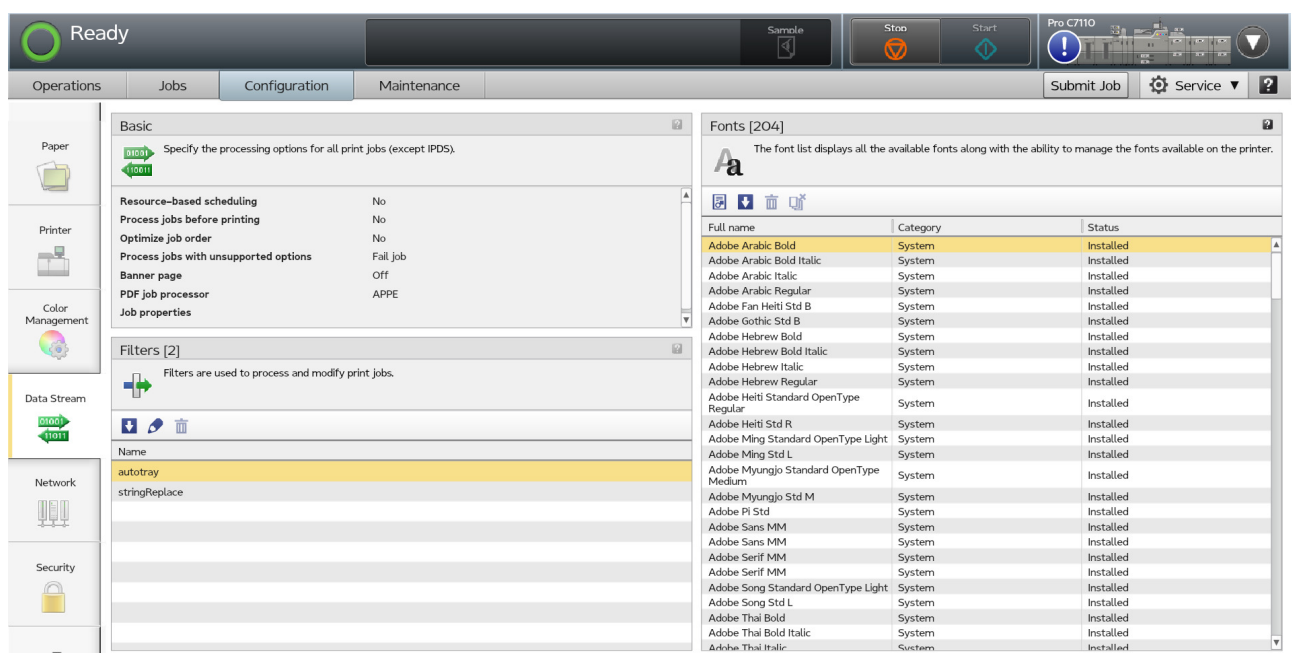 Ready
Sample
Stop
Start
Pro C7110
Operations
Jobs
Configuration
Maintenance
Submit Job
Service ▼
?
Paper
Printer
Color
Management
Data Stream
01001
11011
Network
Security
Basic
?
01001
110011
Specify the processing options for all print jobs (except IPDS).
Resource-based scheduling No
Process jobs before printing No
Optimize job order No
Process jobs with unsupported options Fail job
Banner page Off
PDF job processor APPE
Job properties
Filters [2]
?
Filters are used to process and modify print jobs.
Name
autotray
stringReplace
Fonts [204]
?
Aa
The font list displays all the available fonts along with the ability to manage the fonts available on the printer.
Full name Category Status
Adobe Arabic Bold System Installed
Adobe Arabic Bold Italic System Installed
Adobe Arabic Italic System Installed
Adobe Arabic Regular System Installed
Adobe Fan Heiti Std B System Installed
Adobe Gothic Std B System Installed
Adobe Hebrew Bold System Installed
Adobe Hebrew Bold Italic System Installed
Adobe Hebrew Italic System Installed
Adobe Hebrew Regular System Installed
Adobe Heiti Standard OpenType
Regular System Installed
Adobe Heiti Std R System Installed
Adobe Ming Standard OpenType Light System Installed
Adobe Ming Std L System Installed
Adobe Myungjo Standard OpenType
Medium System Installed
Adobe Myungjo Std M System Installed
Adobe Pi Std System Installed
Adobe Sans MM System Installed
Adobe Sans MM System Installed
Adobe Serif MM System Installed
Adobe Serif MM System Installed
Adobe Song Standard OpenType Light System Installed
Adobe Song Std L System Installed
Adobe Thai Bold System Installed
Adobe Thai Bold Italic System Installed
Adobe Thai Italic System Installed